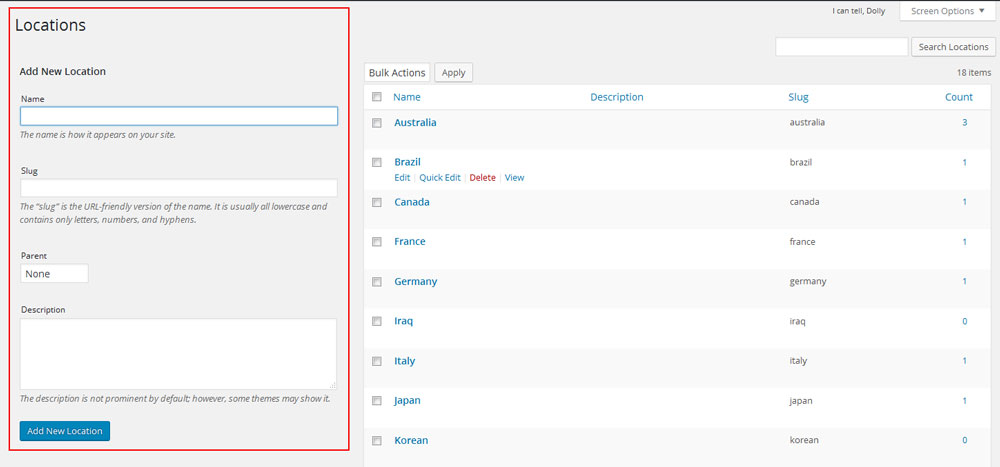 I can tell, Dolly
Screen Options
Locations
Search Locations
Add New Location
Name
The name is how it appears on your site.
Slug
The “slug” is the URL-friendly version of the name. It is usually all lowercase and
contains only letters, numbers, and hyphens.
Parent
None
Description
The description is not prominent by default; however, some themes may show it.
Add New Location
Bulk Actions Apply 18 items
Name Description Slug Count
Australia australia 3
Brazil brazil 1
Edit | Quick Edit | Delete | View
Canada canada 1
France france 1
Germany germany 1
Iraq iraq 0
Italy italy 1
Japan japan 1
Korean korean 0